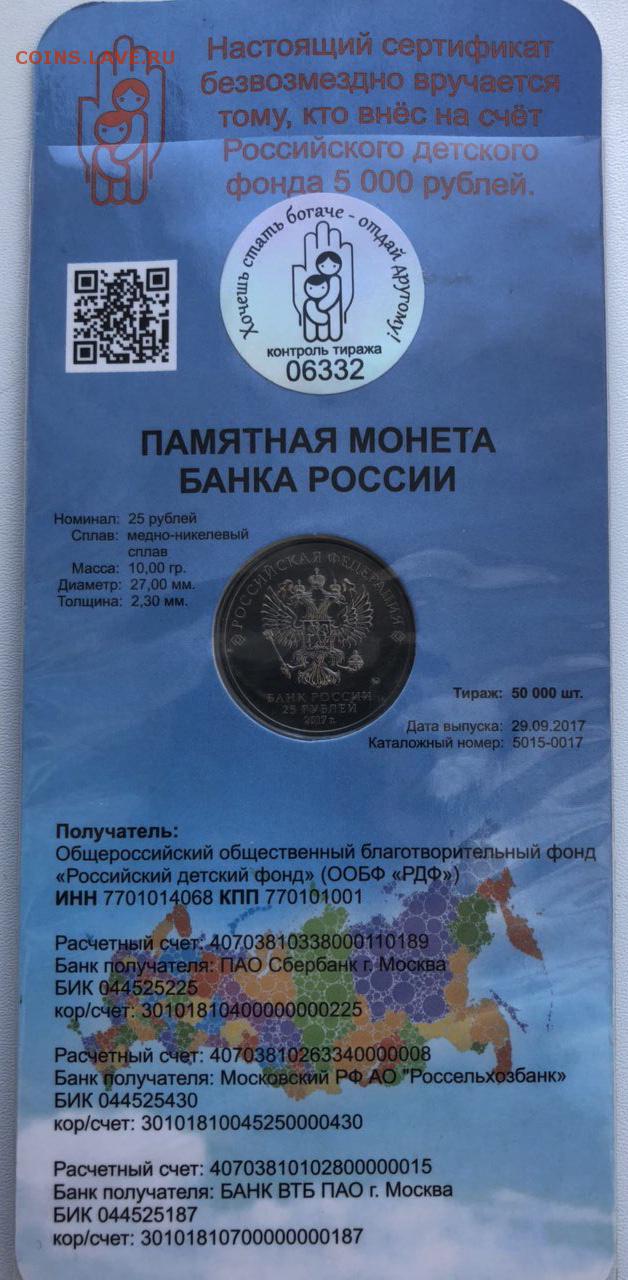 COINS.LAVE.RU
Настоящий сертификат
безвозмездно вручается
тому, кто внёс на счёт
Российского детского
фонда 5 000 рублей.
Хочешь стать богаче - отдай другому!
контроль тиража
06332
ПАМЯТНАЯ МОНЕТА
БАНКА РОССИИ
Номинал: 25 рублей
Сплав: медно-никелевый
сплав
Масса: 10,00 гр.
Диаметр: 27,00 мм.
Толщина: 2,30 мм.
РОССИЙСКАЯ ФЕДЕРАЦИЯ
БАНК РОССИИ
25 РУБЛЕЙ
2017 г.
Тираж: 50 000 шт.
Дата выпуска: 29.09.2017
Каталожный номер: 5015-0017
Получатель:
Общероссийский общественный благотворительный фонд
«Российский детский фонд» (ООБФ «РДФ»)
ИНН 7701014068 КПП 770101001
Расчетный счет: 40703810338000110189
Банк получателя: ПАО Сбербанк г. Москва
БИК 044525225
кор/счет: 30101810400000000225
Расчетный счет: 40703810263340000008
Банк получателя: Московский РФ АО "Россельхозбанк»
БИК 044525430
кор/счет: 30101810045250000430
Расчетный счет: 40703810102800000015
Банк получателя: БАНК ВТБ ПАО г. Москва
БИК 044525187
кор/счет: 30101810700000000187